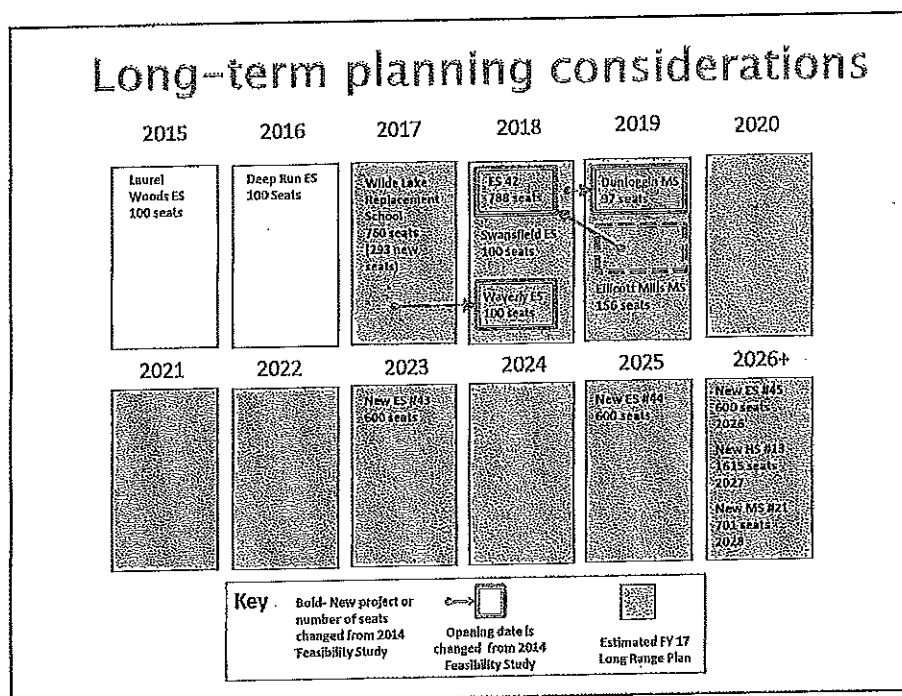 Long-term planning considerations
2015
2016
2017
2018
2019
2020
Laurel
Woods ES
100 seats
Deep Run ES
100 Seats
Wilde Lake
Replacement
School
760 seats
(293 new
seats)
ES 42
788 seats
Swansfield ES
100 seats
Waverly ES
100 seats
Dunloggin MS
97 seats
Ellicott Mills MS
156 seats
2021
2022
2023
2024
2025
2026+
New ES #43
600 seats
New ES #44
600 seats
New ES #45
600 seats
2026
New HS #13
1615 seats
2027
New MS #21
701 seats
2028
Key
Bold- New project or
number of seats
changed from 2014
Feasibility Study
Opening date is
changed from 2014
Feasibility Study
Estimated FY 17
Long Range Plan